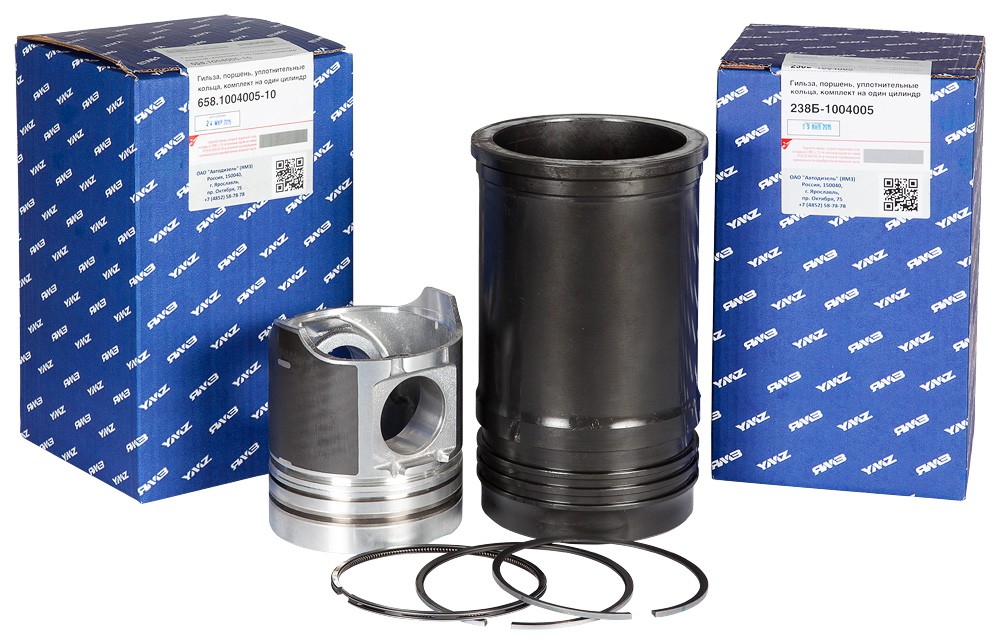 Гильза, поршень, уплотнительные
кольца, комплект на один цилиндр
658.1004005-10
ОАО "Автодизель" (ЯМЗ)
Россия, 150040,
г. Ярославль,
пр. Октября, 75
+7 (4852) 58-78-78
ЯМЗ
YMZ
Гильза, поршень, уплотнительные
кольца, комплект на один цилиндр
238Б-1004005
ОАО "Автодизель" (ЯМЗ)
Россия, 150040,
г. Ярославль,
пр. Октября, 75
+7 (4852) 58-78-78
ЯМЗ
YMZ